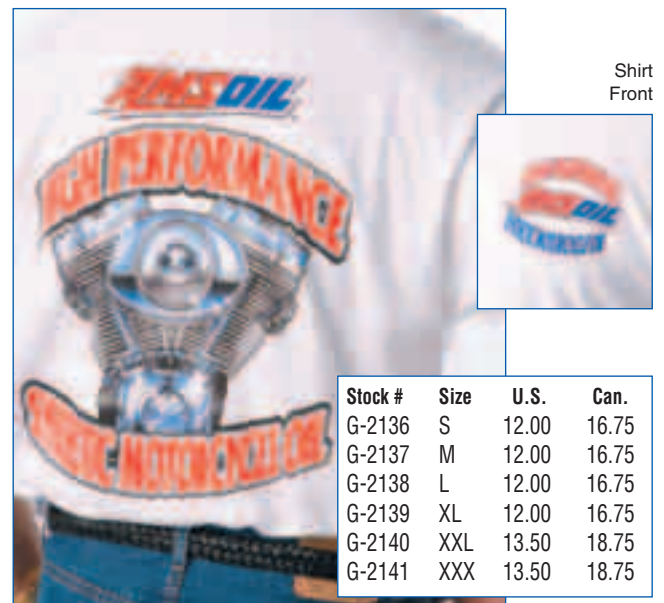 AMSOIL
HIGH PERFORMANCE
SYNTHETIC MOTORCYCLE OIL
Shirt
Front
AMSOIL
Stock # Size U.S. Can.
G-2136 S 12.00 16.75
G-2137 M 12.00 16.75
G-2138 L 12.00 16.75
G-2139 XL 12.00 16.75
G-2140 XXL 13.50 18.75
G-2141 XXX 13.50 18.75